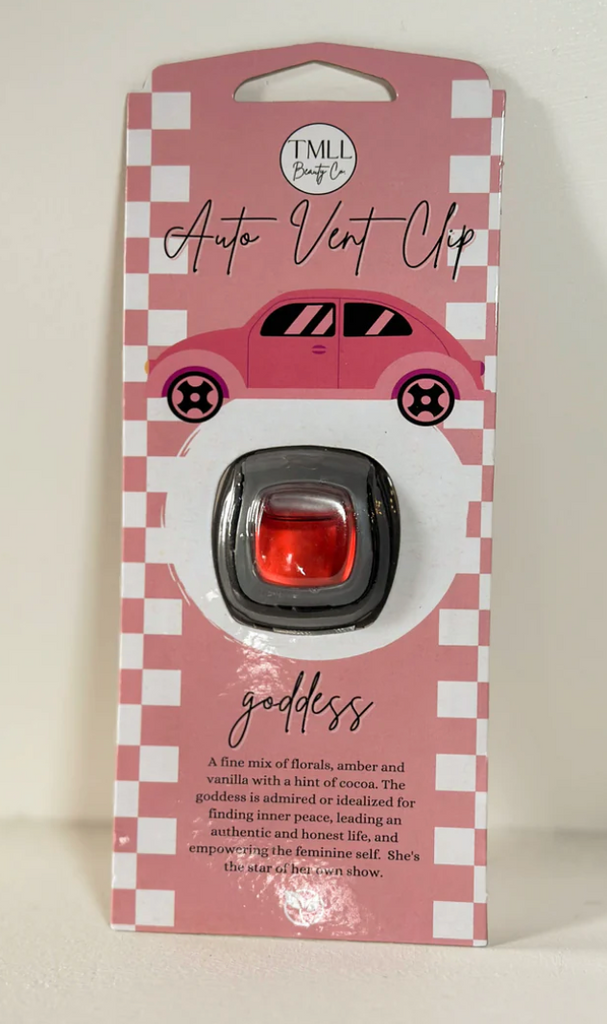 TMLL
Beauty Co.
Auto Vent Clip
goddess
A fine mix of florals, amber and
vanilla with a hint of cocoa. The
goddess is admired or idealized for
finding inner peace, leading an
authentic and honest life, and
empowering the feminine self. She's
the star of her own show.